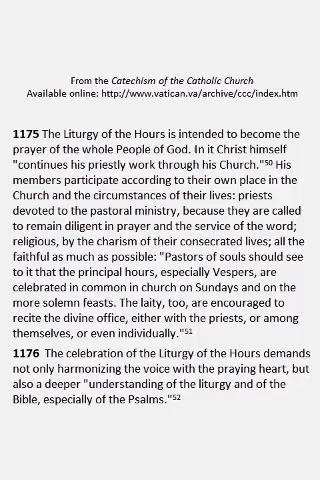 From the Catechism of the Catholic Church
Available online: http://www.vatican.va/archive/ccc/index.htm
1175 The Liturgy of the Hours is intended to become the
prayer of the whole People of God. In it Christ himself
"continues his priestly work through his Church."50 His
members participate according to their own place in the
Church and the circumstances of their lives: priests
devoted to the pastoral ministry, because they are called
to remain diligent in prayer and the service of the word;
religious, by the charism of their consecrated lives; all the
faithful as much as possible: "Pastors of souls should see
to it that the principal hours, especially Vespers, are
celebrated in common in church on Sundays and on the
more solemn feasts. The laity, too, are encouraged to
recite the divine office, either with the priests, or among
themselves, or even individually."51
1176 The celebration of the Liturgy of the Hours demands
not only harmonizing the voice with the praying heart, but
also a deeper "understanding of the liturgy and of the
Bible, especially of the Psalms."52